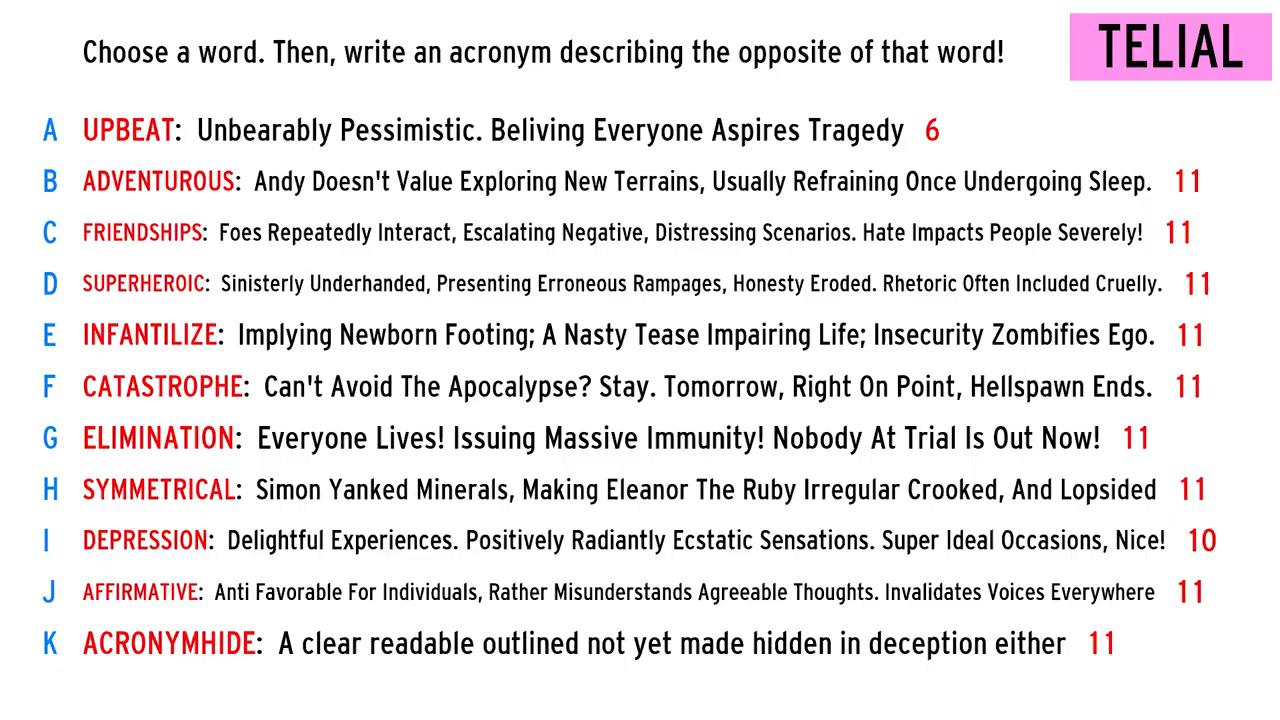 Choose a word. Then, write an acronym describing the opposite of that word!
TELIAL
A UPBEAT: Unbearably Pessimistic. Beliving Everyone Aspires Tragedy 6
B ADVENTUROUS: Andy Doesn't Value Exploring New Terrains, Usually Refraining Once Undergoing Sleep. 11
C FRIENDSHIPS: Foes Repeatedly Interact, Escalating Negative, Distressing Scenarios. Hate Impacts People Severely! 11
D SUPERHEROIC: Sinisterly Underhanded, Presenting Erroneous Rampages, Honesty Eroded. Rhetoric Often Included Cruelly. 11
E INFANTILIZE: Implying Newborn Footing; A Nasty Tease Impairing Life; Insecurity Zombifies Ego. 11
F CATASTROPHE: Can't Avoid The Apocalypse? Stay. Tomorrow, Right On Point, Hellspawn Ends. 11
G ELIMINATION: Everyone Lives! Issuing Massive Immunity! Nobody At Trial Is Out Now! 11
H SYMMETRICAL: Simon Yanked Minerals, Making Eleanor The Ruby Irregular Crooked, And Lopsided 11
I DEPRESSION: Delightful Experiences. Positively Radiantly Ecstatic Sensations. Super Ideal Occasions, Nice! 10
J AFFIRMATIVE: Anti Favorable For Individuals, Rather Misunderstands Agreeable Thoughts. Invalidates Voices Everywhere 11
K ACRONYMHIDE: A clear readable outlined not yet made hidden in deception either 11